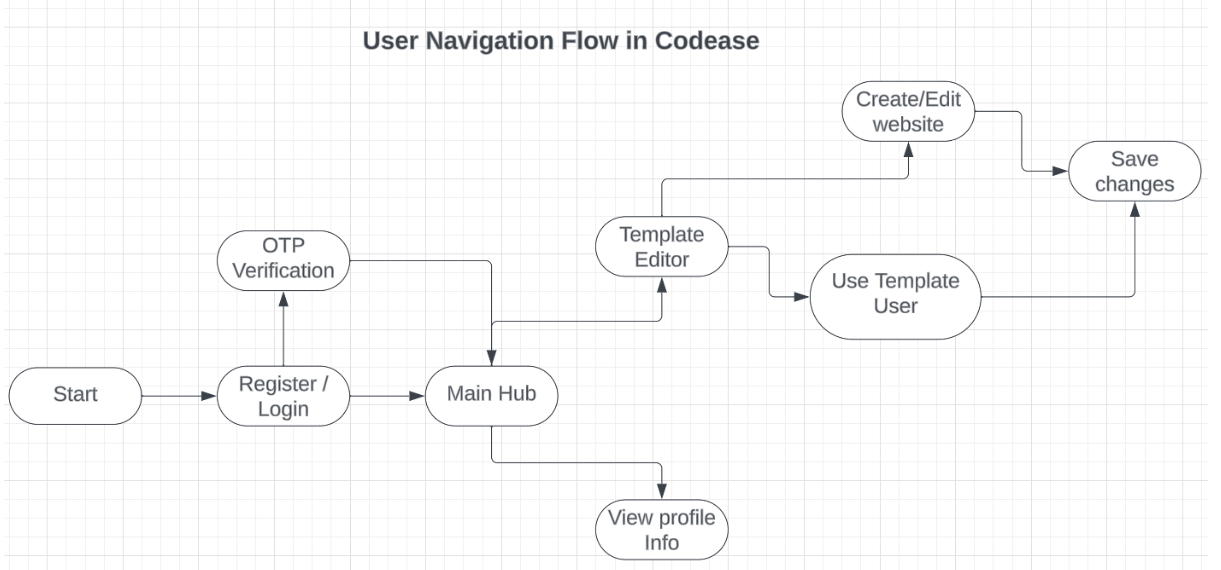 User Navigation Flow in Codease
Create/Edit
website
Save
changes
Template
Editor
OTP
Verification
Use Template
User
Start
Register /
Login
Main Hub
View profile
Info